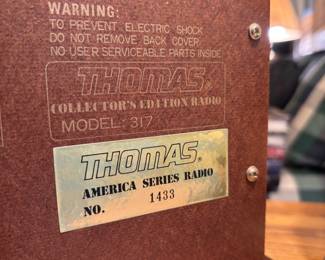 WARNING:
TO PREVENT ELECTRIC SHOCK
DO NOT REMOVE BACK COVER
NO USER SERVICEABLE PARTS INSIDE
THOMAS®
COLLECTOR'S EDITION RADIO
MODEL: 317
THOMAS®
AMERICA SERIES RADIO
NO. 1433